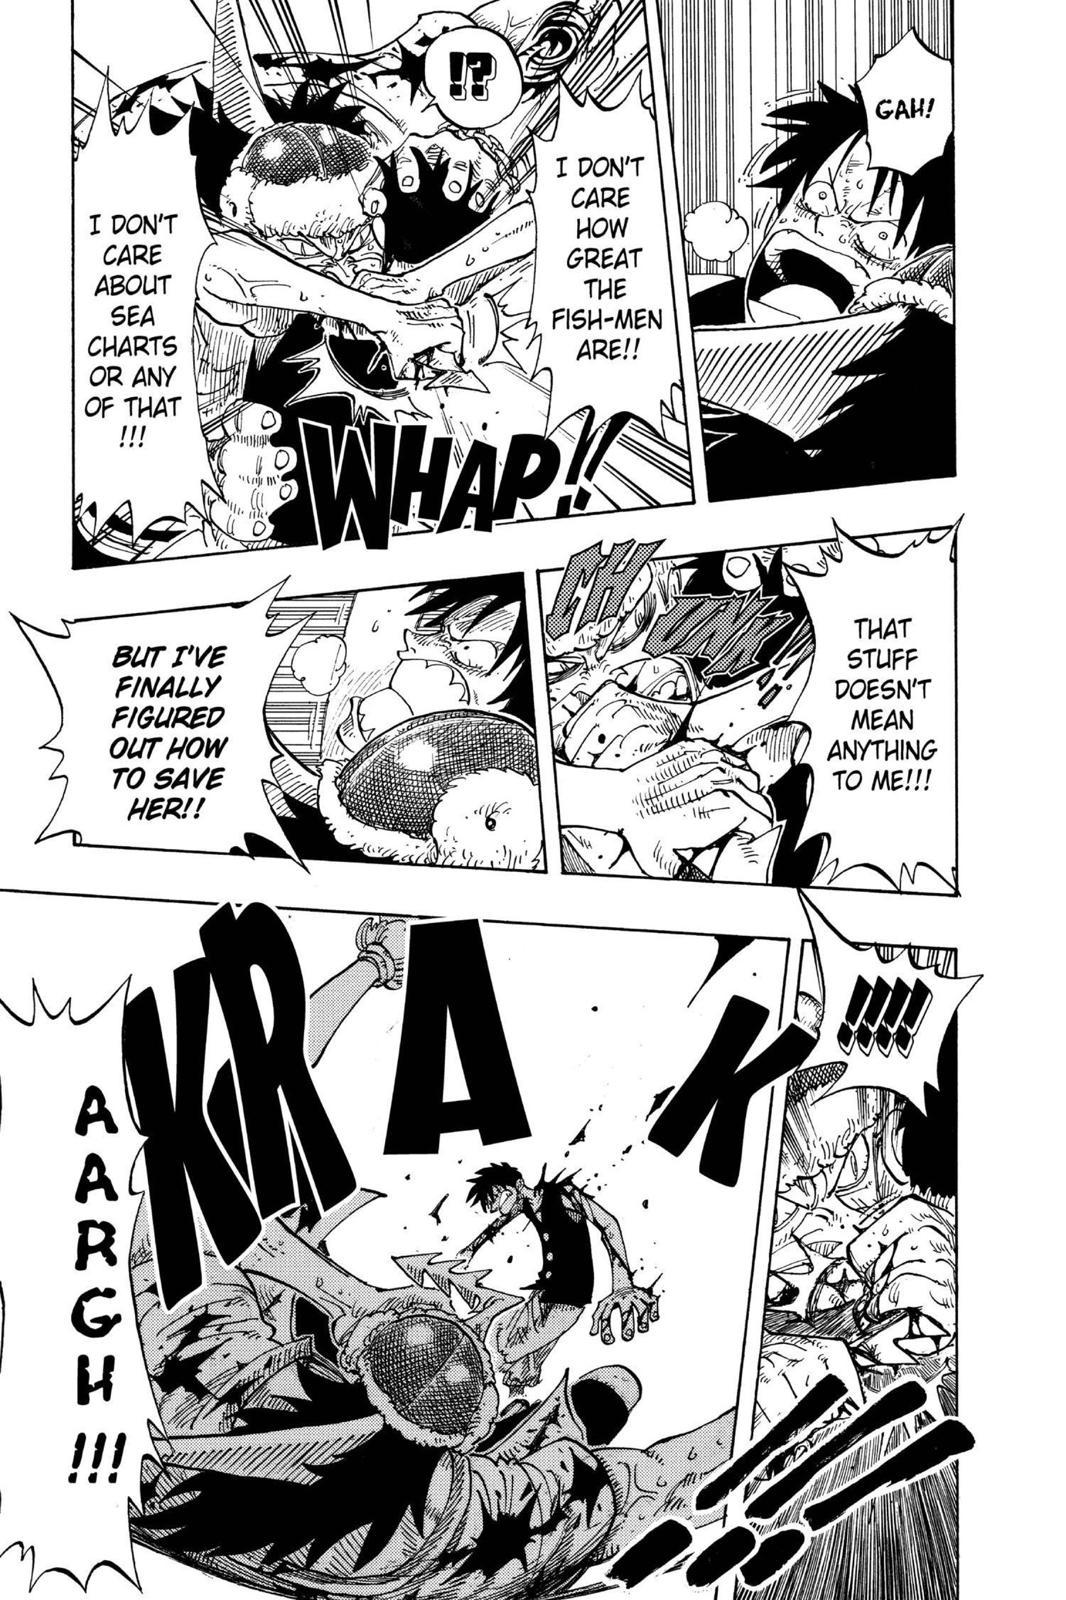 GAH!
!?
I DON'T
CARE
HOW
GREAT
THE
FISH-MEN
ARE!!
I DON'T
CARE
ABOUT
SEA
CHARTS
OR ANY
OF THAT
!!!
WHAP!!
THAT
STUFF
DOESN'T
MEAN
ANYTHING
TO ME!!!
CHUNK
BUT I'VE
FINALLY
FIGURED
OUT HOW
TO SAVE
HER!!
!!!!!
KRAK
AARGH!!!